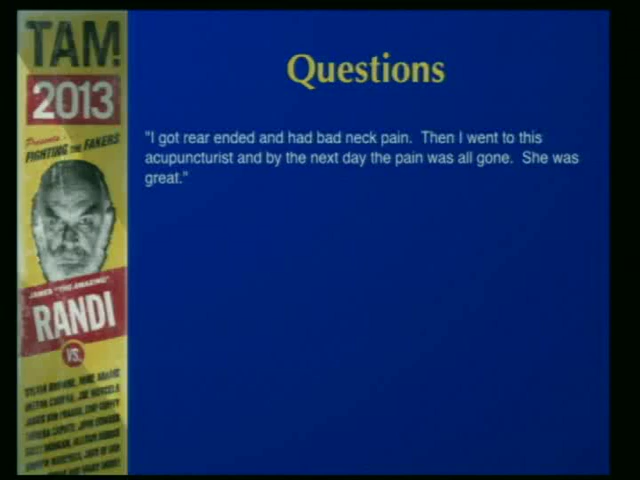 TAM!
2013
Presents
FIGHTING THE FAKERS
JAMES "THE AMAZING"
RANDI
VS.
Questions
"I got rear ended and had bad neck pain.  Then I went to this
acupuncturist and by the next day the pain was all gone.  She was
great."